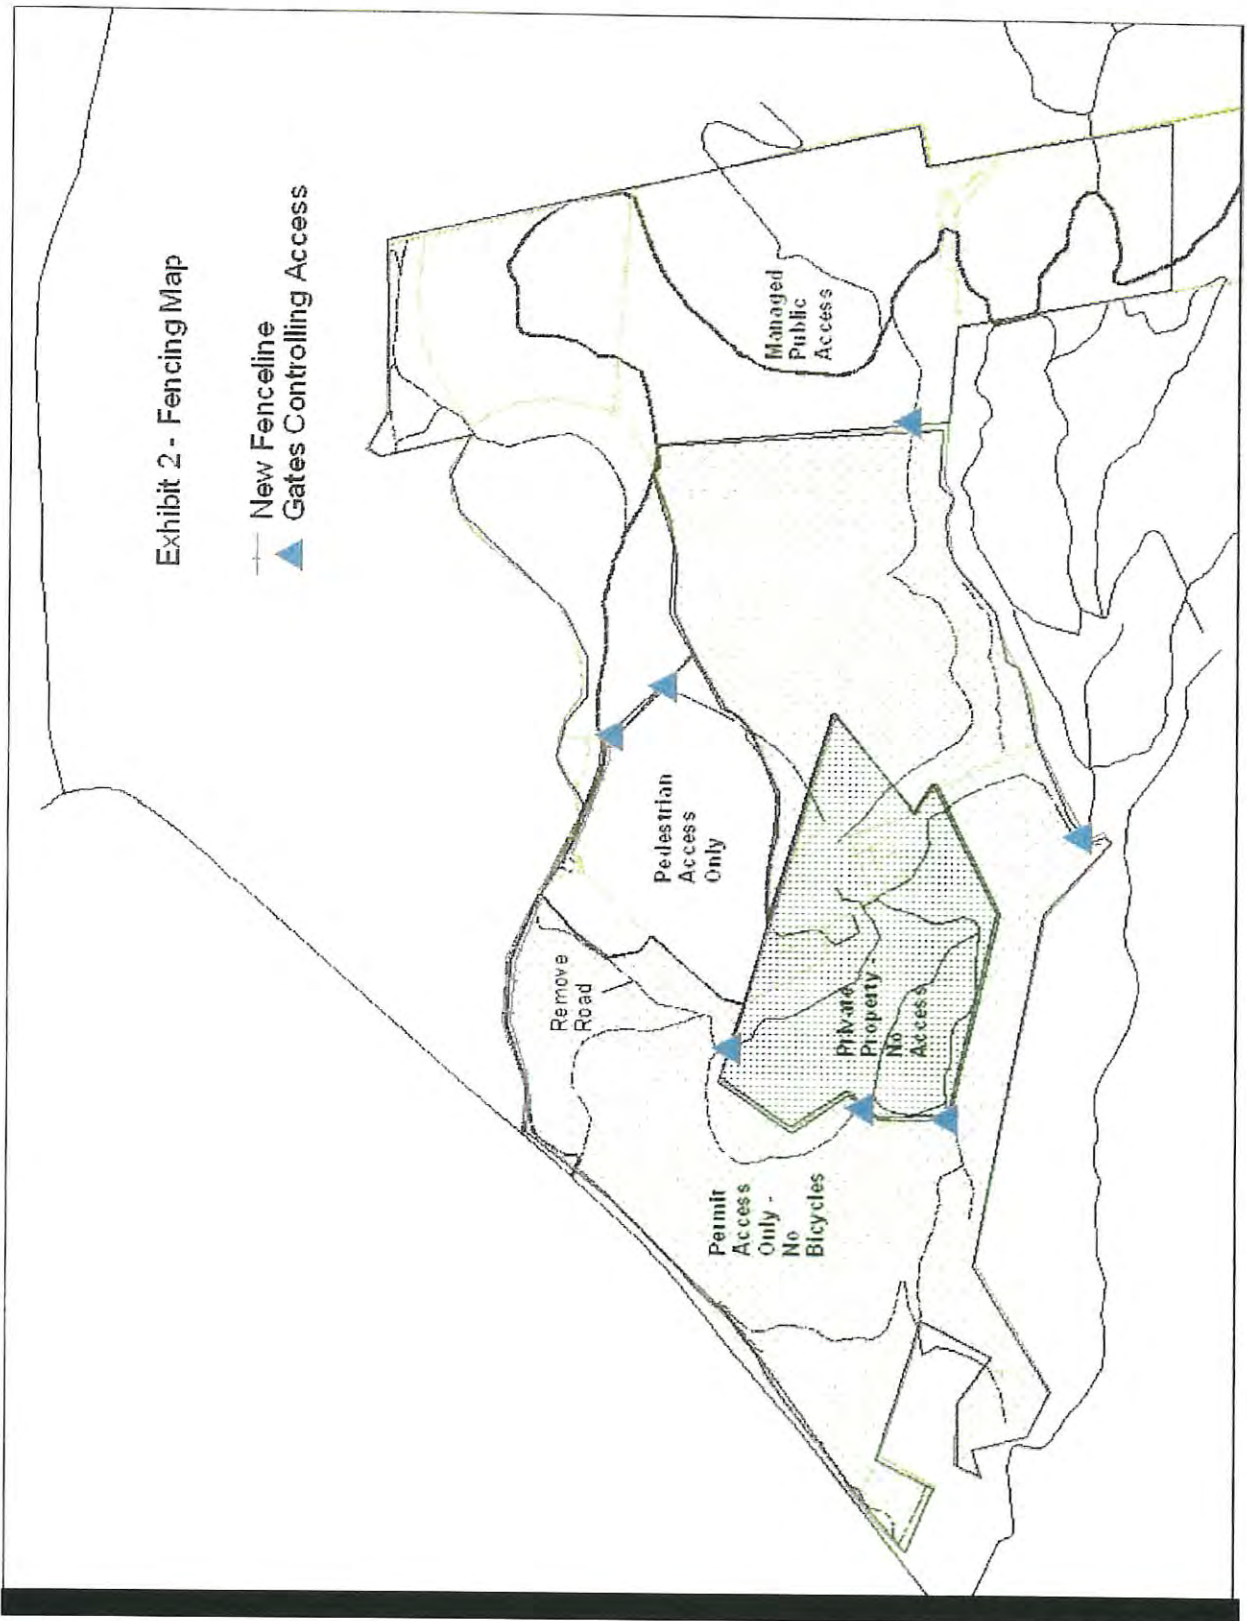 Exhibit 2 - Fencing Map
New Fenceline
Gates Controlling Access
Managed
Public
Access
Pedestrian
Access
Only
Remove
Road
Private
Property -
No
Access
Permit
Access
Only -
No
Bicycles